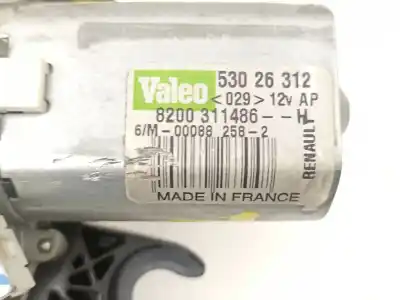 Valeo 530 26 312
<029> 12v AP
8200 311486--H
6/M-00088 258-2
RENAULT
MADE IN FRANCE